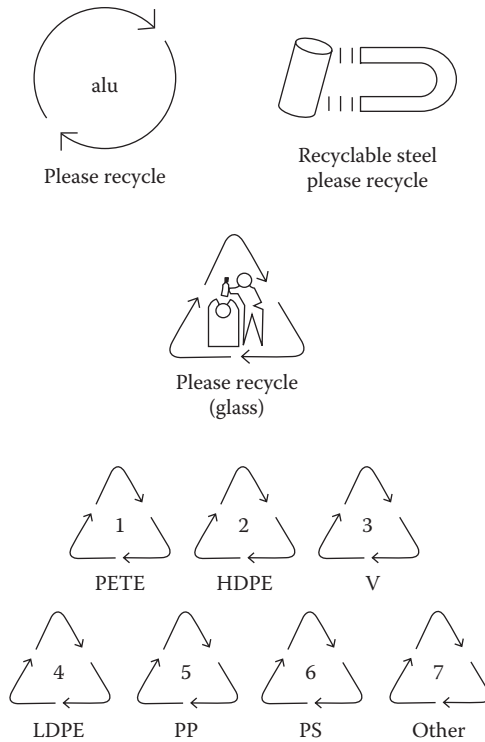 alu
Please recycle
Recyclable steel
please recycle
Please recycle
(glass)
1
2
3
PETE
HDPE
V
4
5
6
7
LDPE
PP
PS
Other